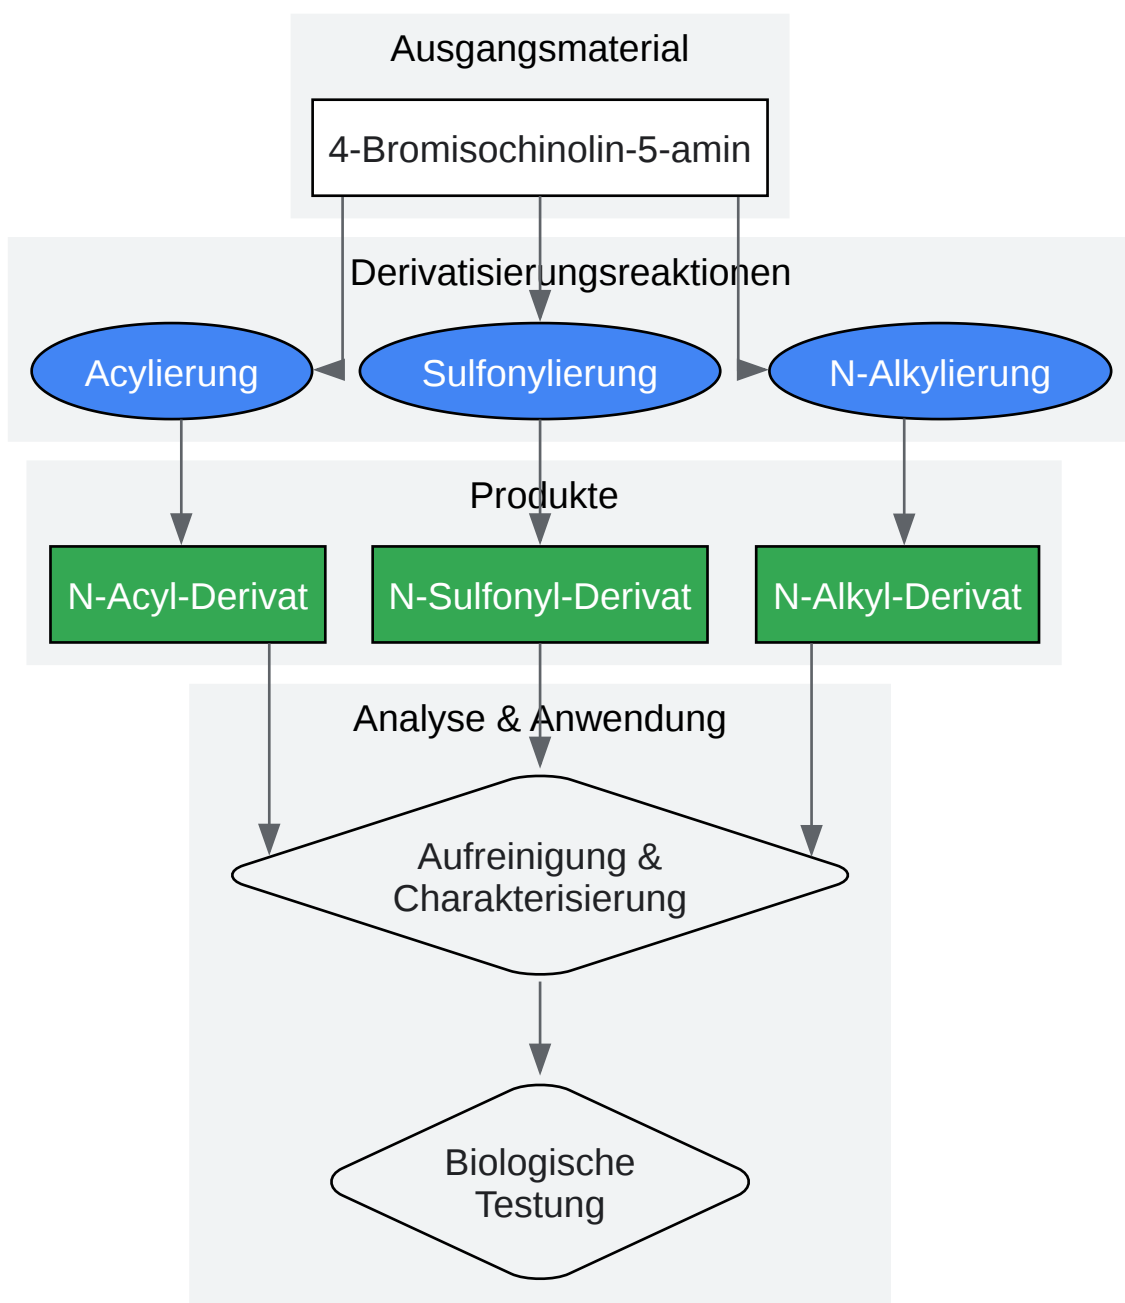 Ausgangsmaterial
4-Bromisochinolin-5-amin
Derivatisierungsreaktionen
Acylierung
Sulfonylierung
N-Alkylierung
Produkte
N-Acyl-Derivat
N-Sulfonyl-Derivat
N-Alkyl-Derivat
Analyse & Anwendung
Aufreinigung &
Charakterisierung
Biologische
Testung